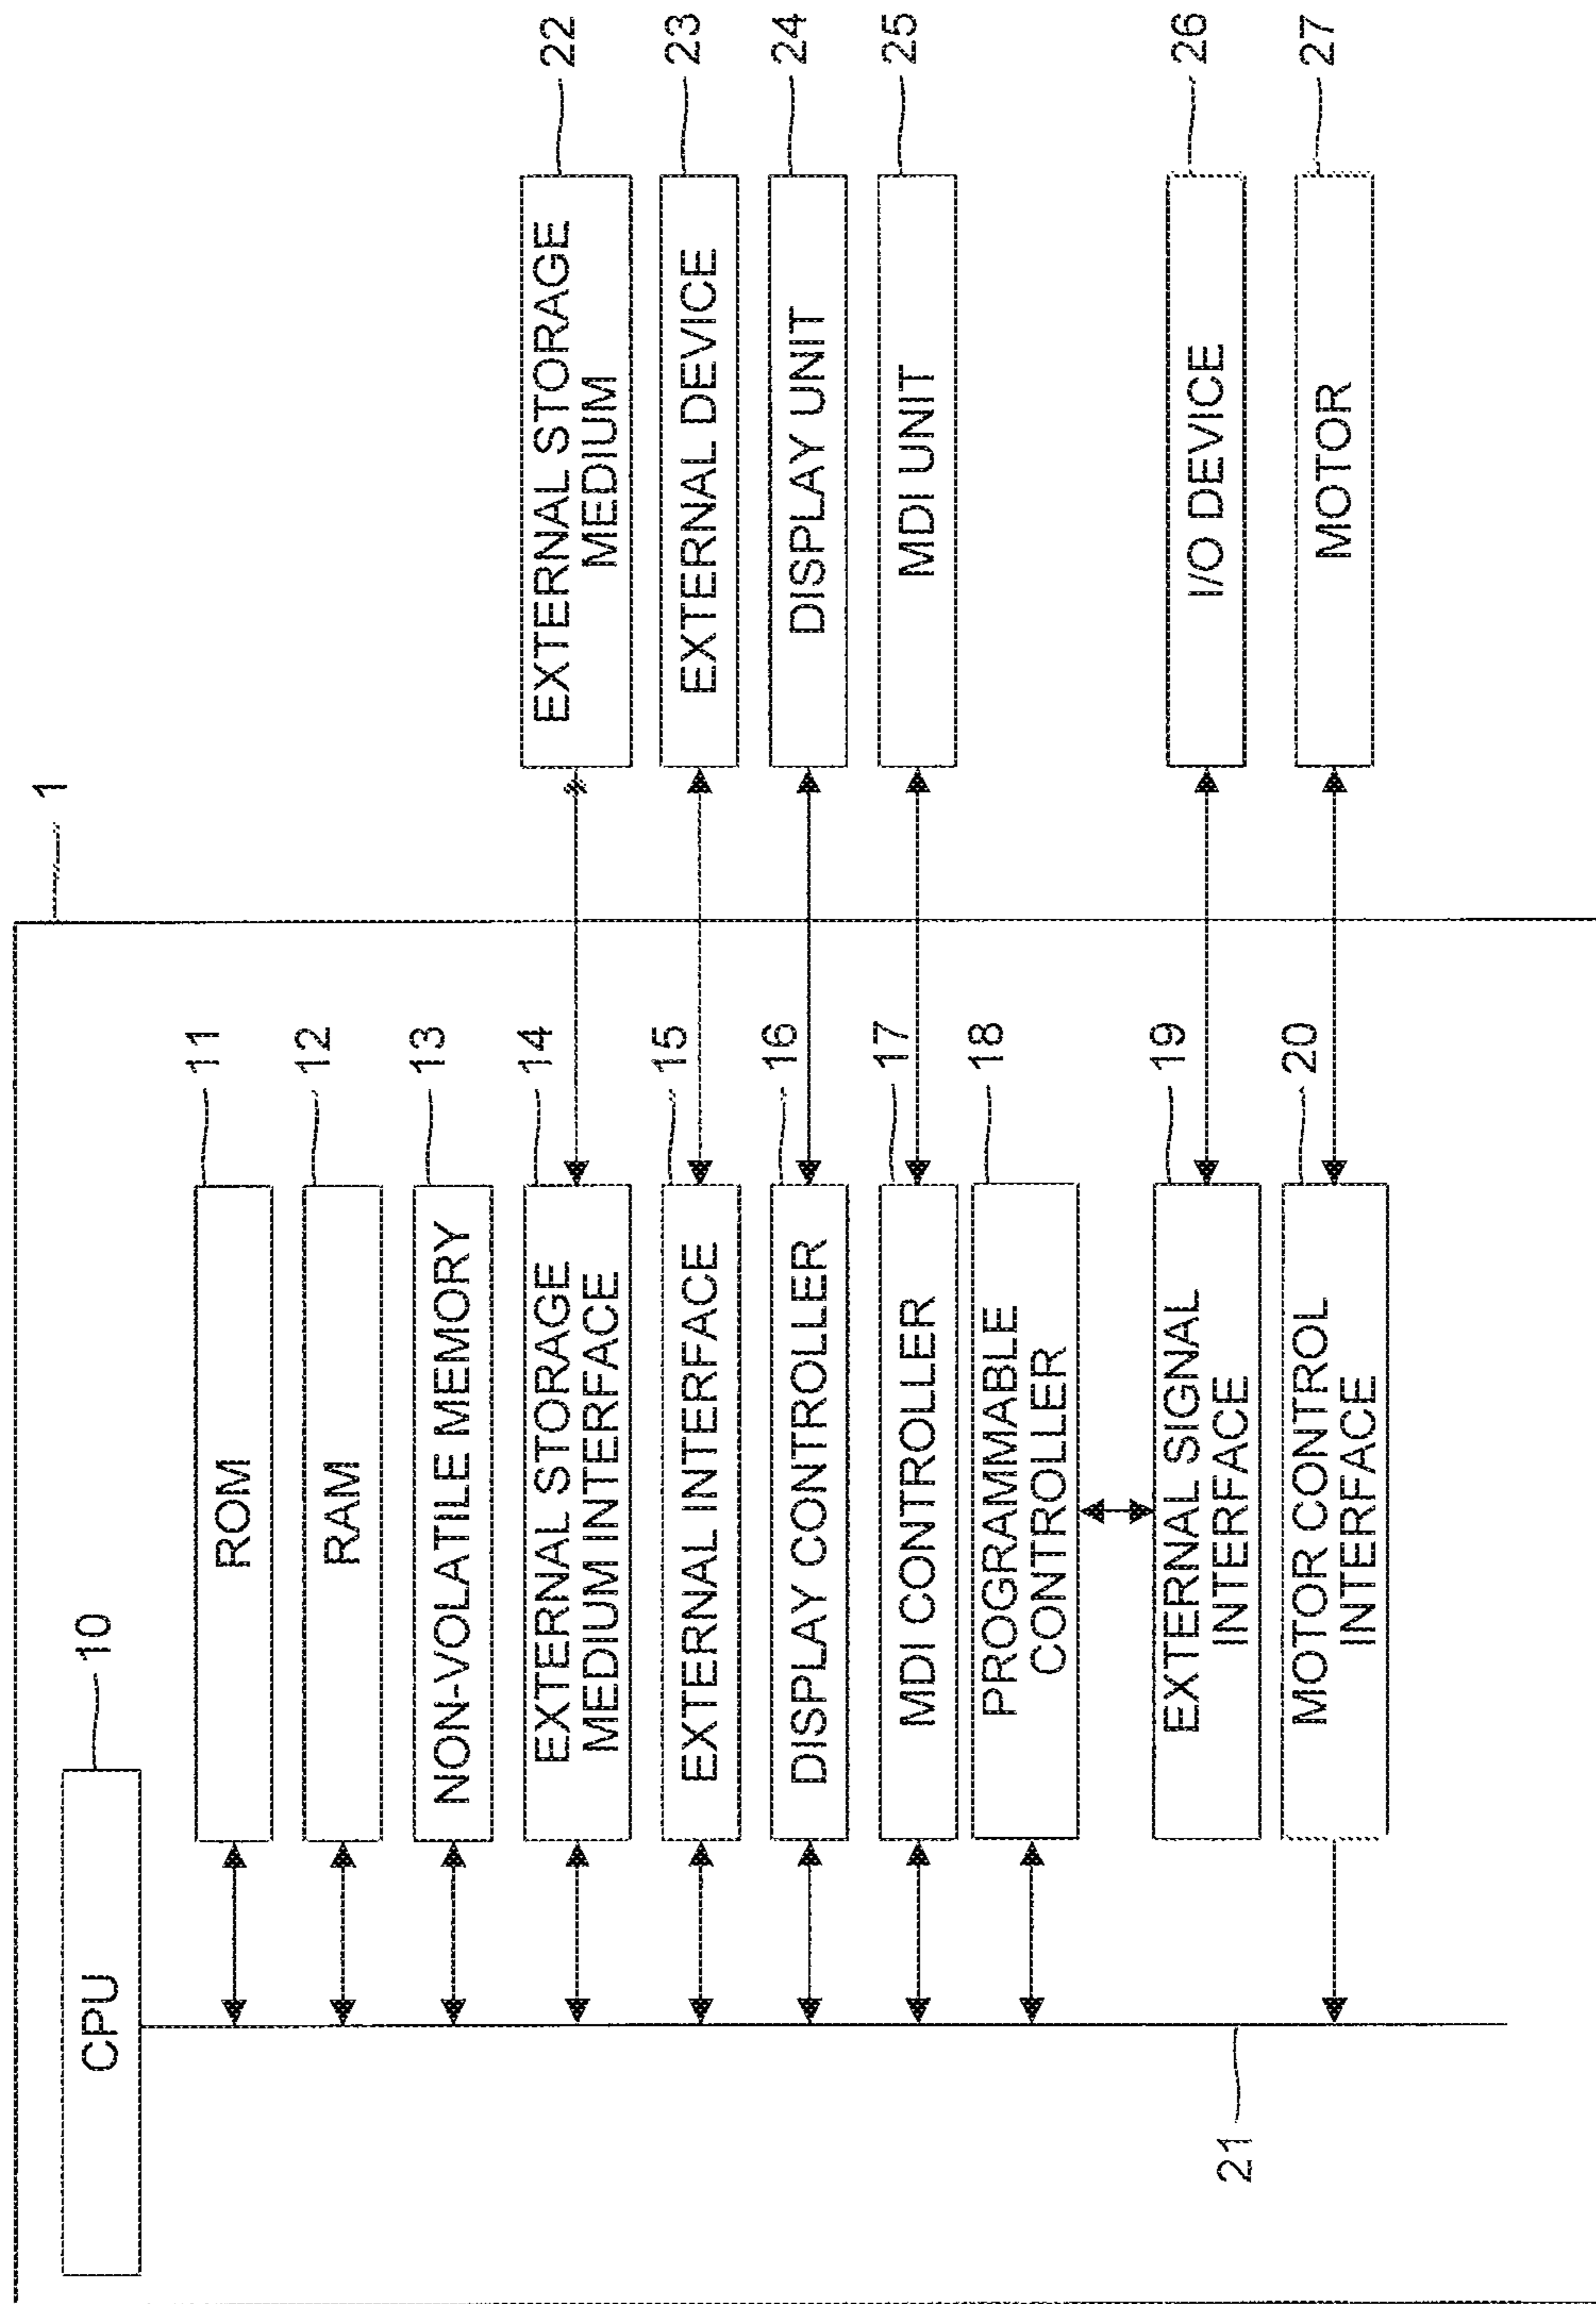 1
CPU
10
ROM
11
RAM
12
NON-VOLATILE MEMORY
13
EXTERNAL STORAGE
MEDIUM INTERFACE
14
EXTERNAL STORAGE
MEDIUM
22
EXTERNAL INTERFACE
15
EXTERNAL DEVICE
23
DISPLAY CONTROLLER
16
DISPLAY UNIT
24
MDI CONTROLLER
17
MDI UNIT
25
PROGRAMMABLE
CONTROLLER
18
EXTERNAL SIGNAL
INTERFACE
19
I/O DEVICE
26
MOTOR CONTROL
INTERFACE
20
MOTOR
27
21